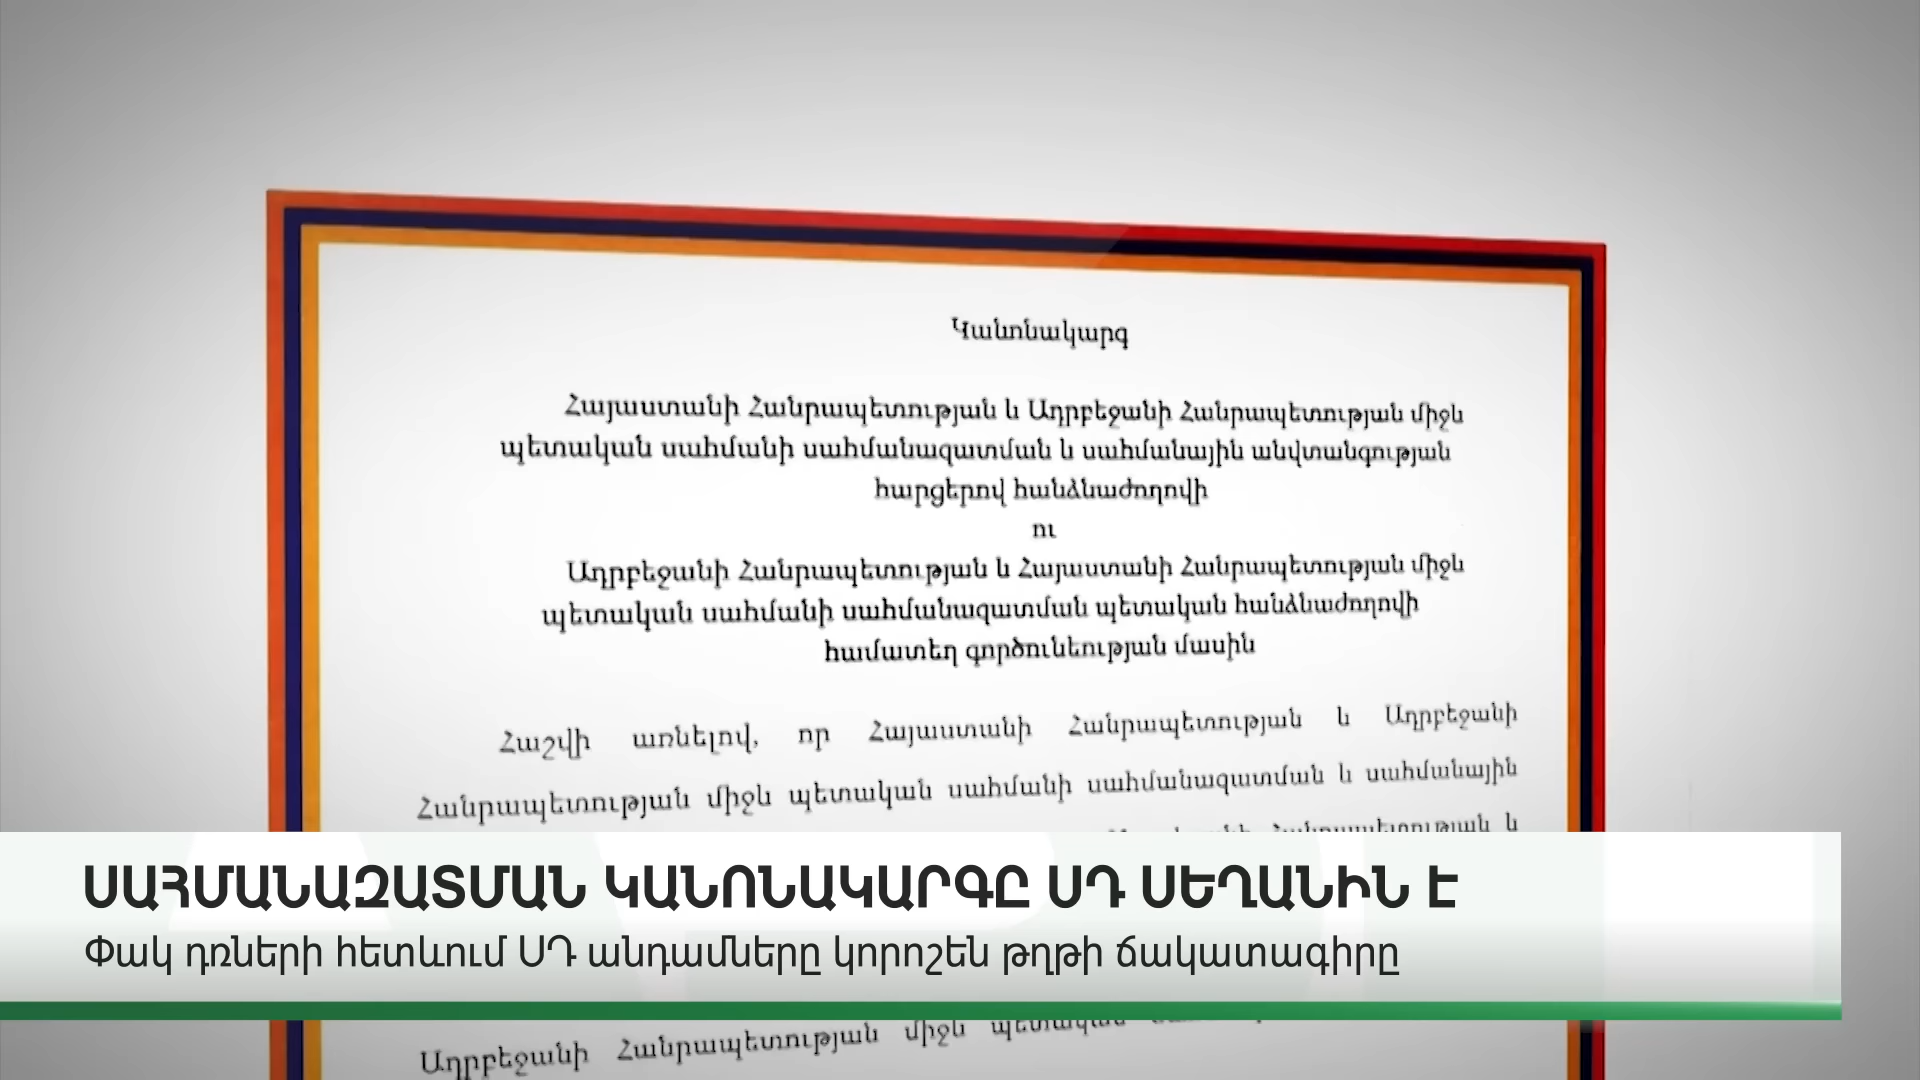 Կանոնակարգ
Հայաստանի Հանրապետության և Ադրբեջանի Հանրապետության միջև
պետական սահմանի սահմանազատման և սահմանային անվտանգության
հարցերով հանձնաժողովի
ու
Ադրբեջանի Հանրապետության և Հայաստանի Հանրապետության միջև
պետական սահմանի սահմանազատման պետական հանձնաժողովի
համատեղ գործունեության մասին
Հաշվի առնելով, որ Հայաստանի Հանրապետության և Ադրբեջանի
Հանրապետության միջև պետական սահմանի սահմանազատման և սահմանային
Հանրապետության և
ՍԱՀՄԱՆԱԶԱՏՄԱՆ ԿԱՆՈՆԱԿԱՐԳԸ ՍԴ ՍԵՂԱՆԻՆ Է
Փակ դռների հետևում ՍԴ անդամները կորոշեն թղթի ճակատագիրը
Ադրբեջանի Հանրապետության միջև պետական